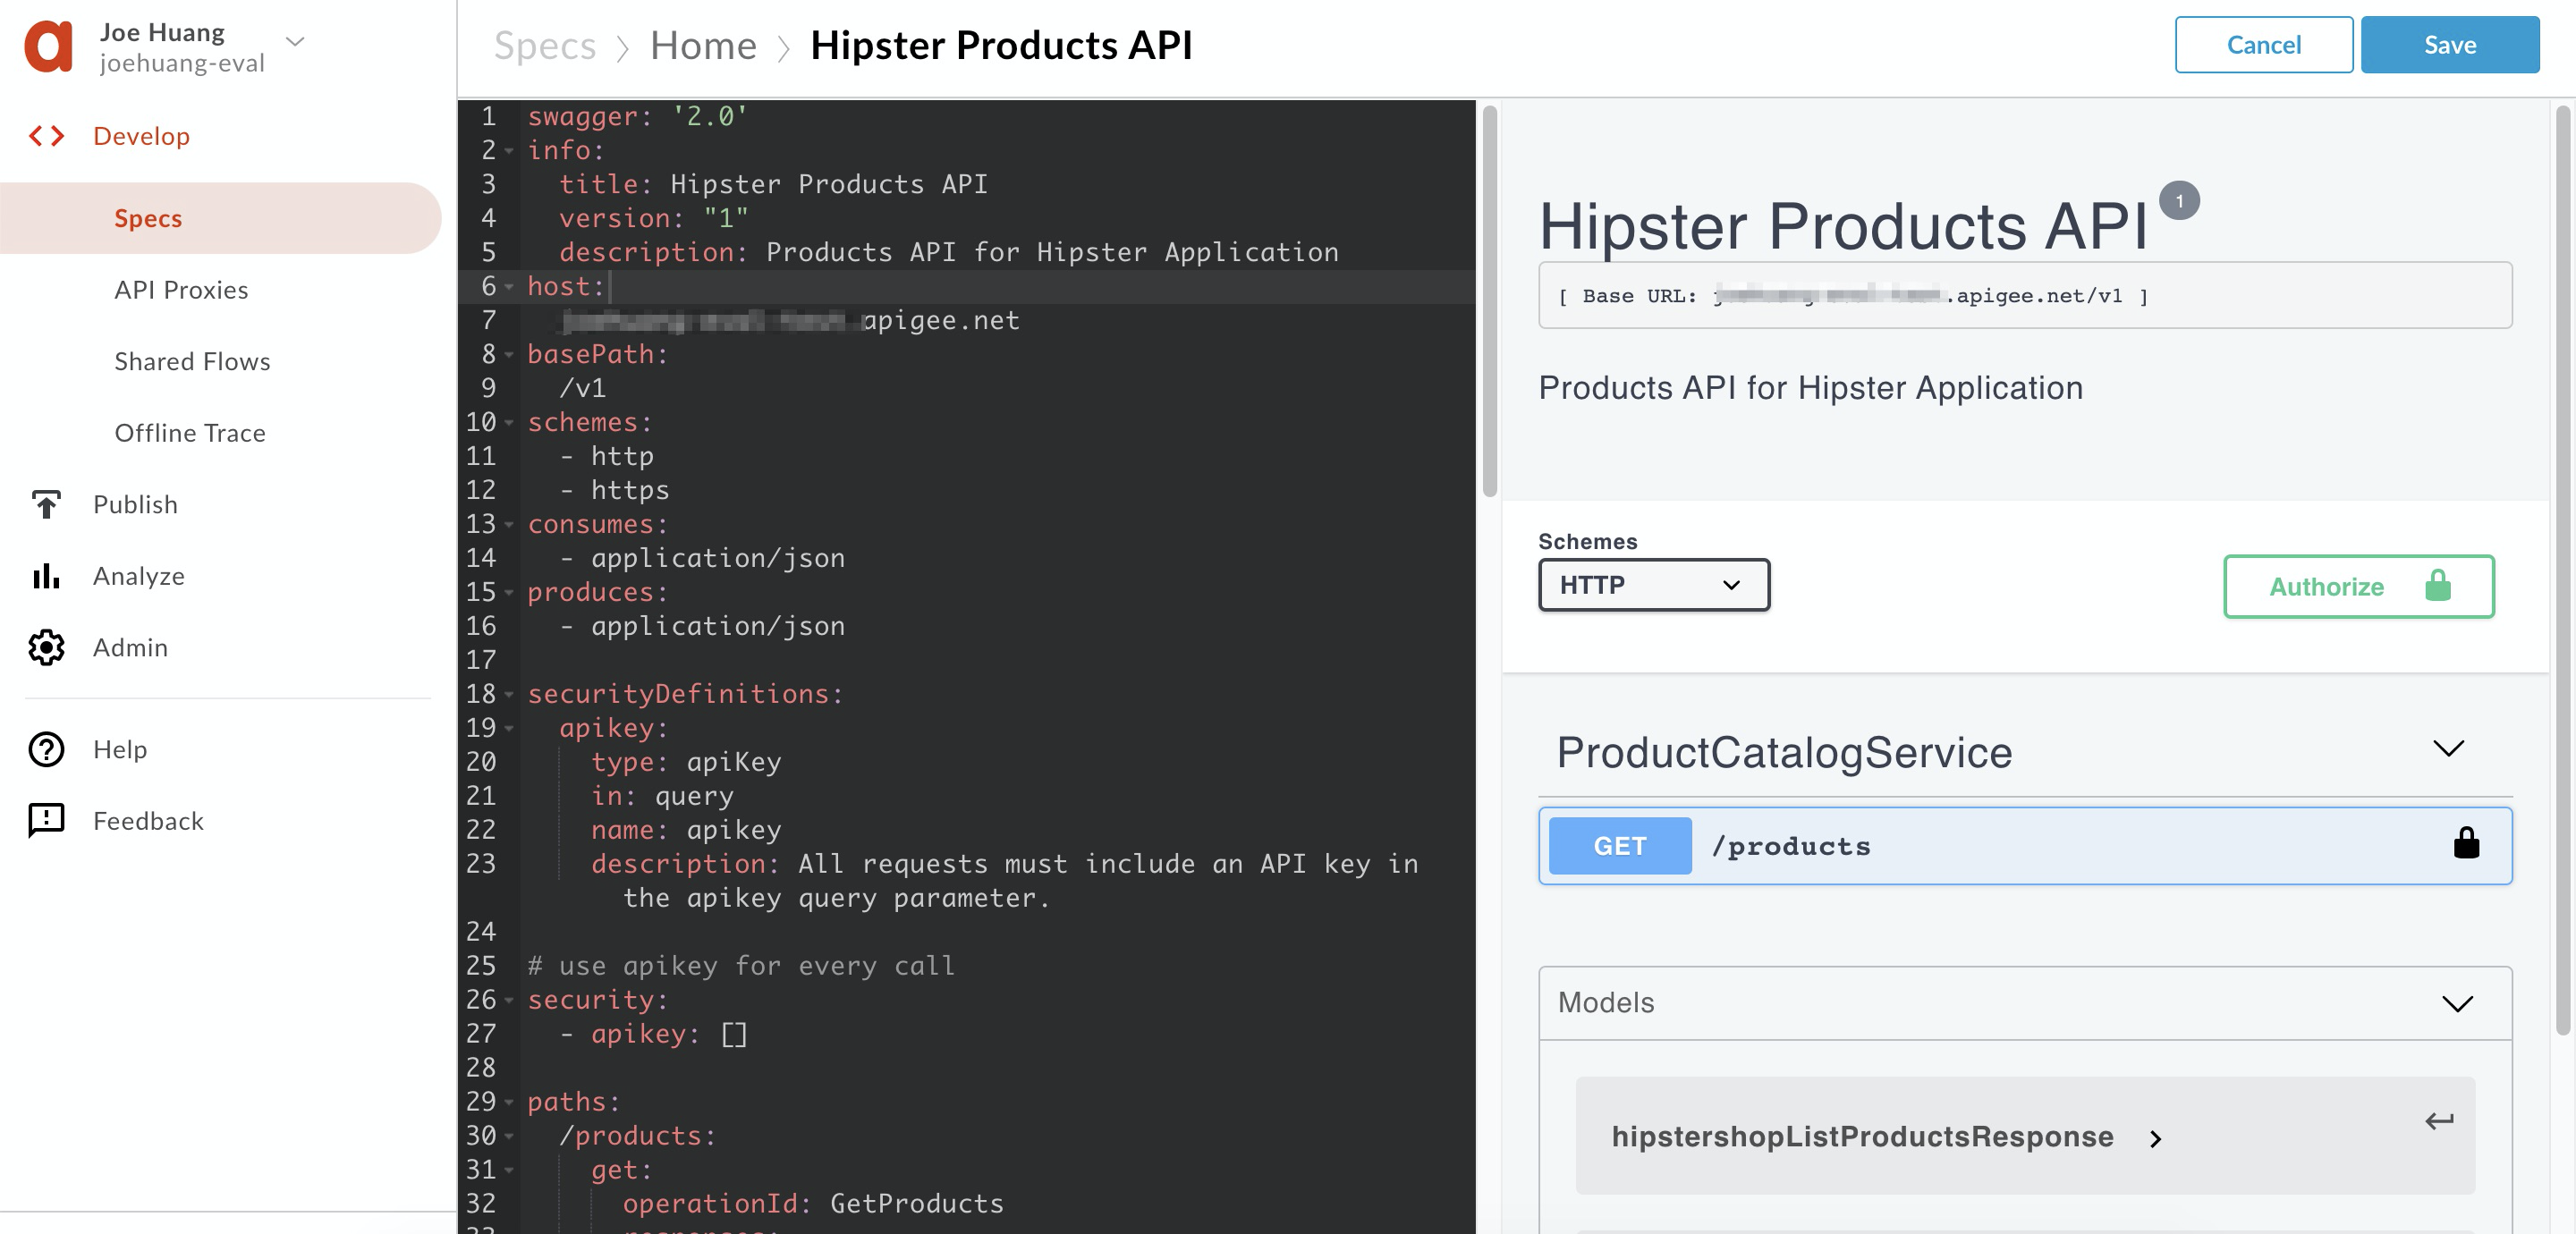 Joe Huang
joehuang-eval
Develop
Specs
API Proxies
Shared Flows
Offline Trace
Publish
Analyze
Admin
Help
Feedback
Specs > Home > Hipster Products API
Cancel
Save
1 swagger: '2.0'
2 info:
3 title: Hipster Products API
4 version: "1"
5 description: Products API for Hipster Application
6 host:
7 apigee.net
8 basePath:
9 /v1
10 schemes:
11 - http
12 - https
13 consumes:
14 - application/json
15 produces:
16 - application/json
17
18 securityDefinitions:
19 apikey:
20 type: apiKey
21 in: query
22 name: apikey
23 description: All requests must include an API key in
the apikey query parameter.
24
25 # use apikey for every call
26 security:
27 - apikey: []
28
29 paths:
30 /products:
31 get:
32 operationId: GetProducts
Hipster Products API 1
[ Base URL: .apigee.net/v1 ]
Products API for Hipster Application
Schemes
HTTP
Authorize
ProductCatalogService
GET /products
Models
hipstershopListProductsResponse